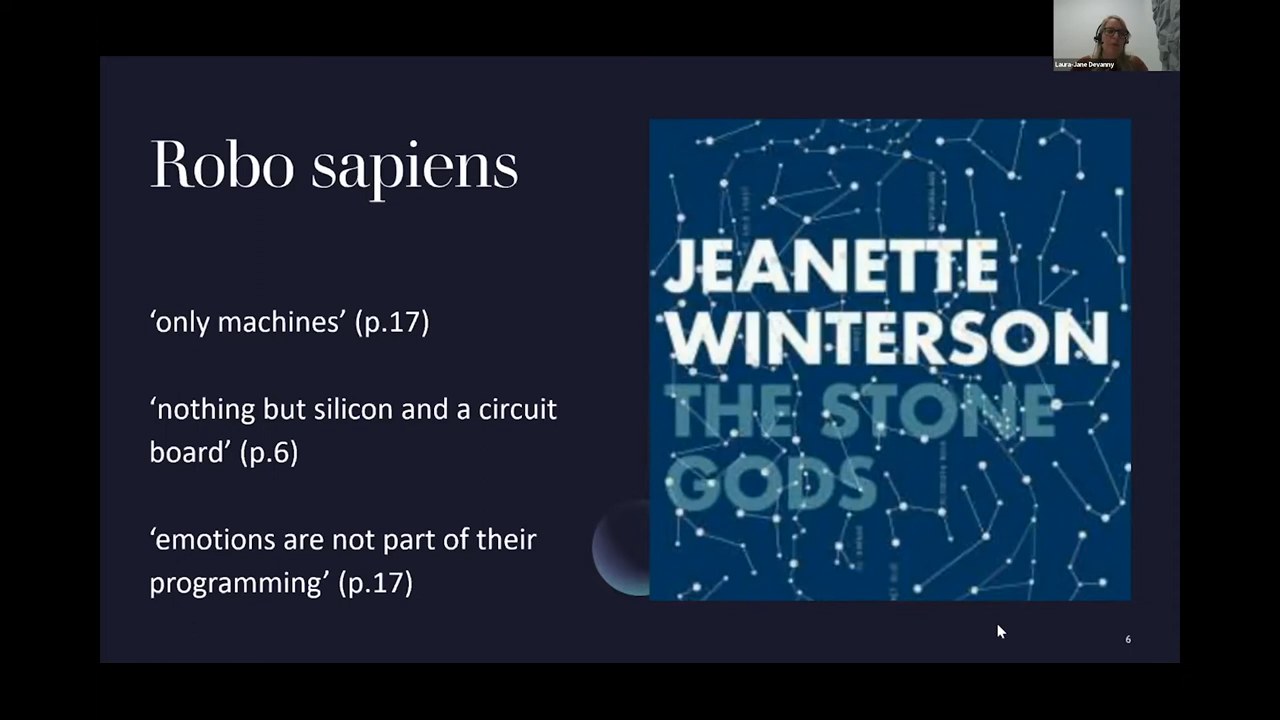 Laura-Jane Devanny
Robo sapiens
‘only machines’ (p.17)
‘nothing but silicon and a circuit
board’ (p.6)
‘emotions are not part of their
programming’ (p.17)
JEANETTE
WINTERSON
THE STONE
GODS
6